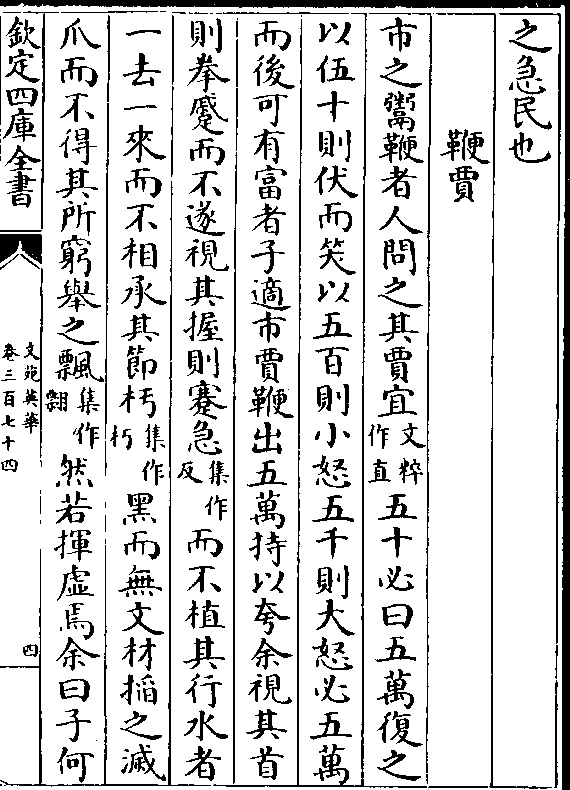 之急民也
鞭賈
市之鬻鞭者人問之其賈宜文粹作直五十必曰五萬復之
以伍十則伏而笑以五百則小怒五千則大怒必五萬
而後可有富者子適市賈鞭出五萬持以夸余視其首
則拳蹙而不遂視其握則蹇急集作反而不植其行水者
一去一來而不相承其節杇集作朽黑而無文材搯之滅
爪而不得其所窮舉之飄集作翲然若揮虛焉余曰子何
欽定四庫全書
文苑英華
卷三百七十四
四